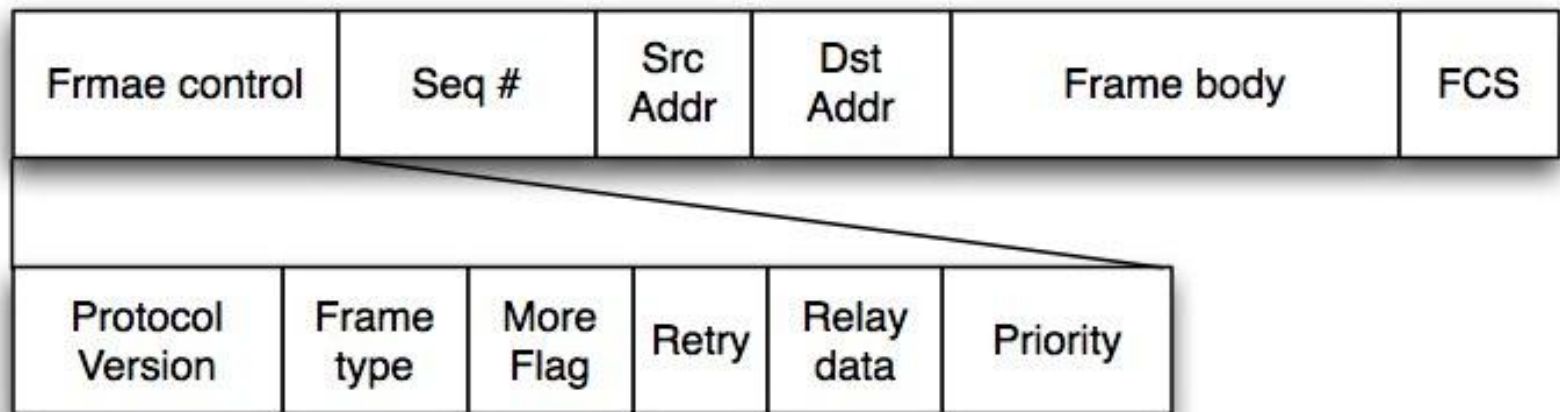 Frmae control
Seq #
Src
Addr
Dst
Addr
Frame body
FCS
Protocol
Version
Frame
type
More
Flag
Retry
Relay
data
Priority